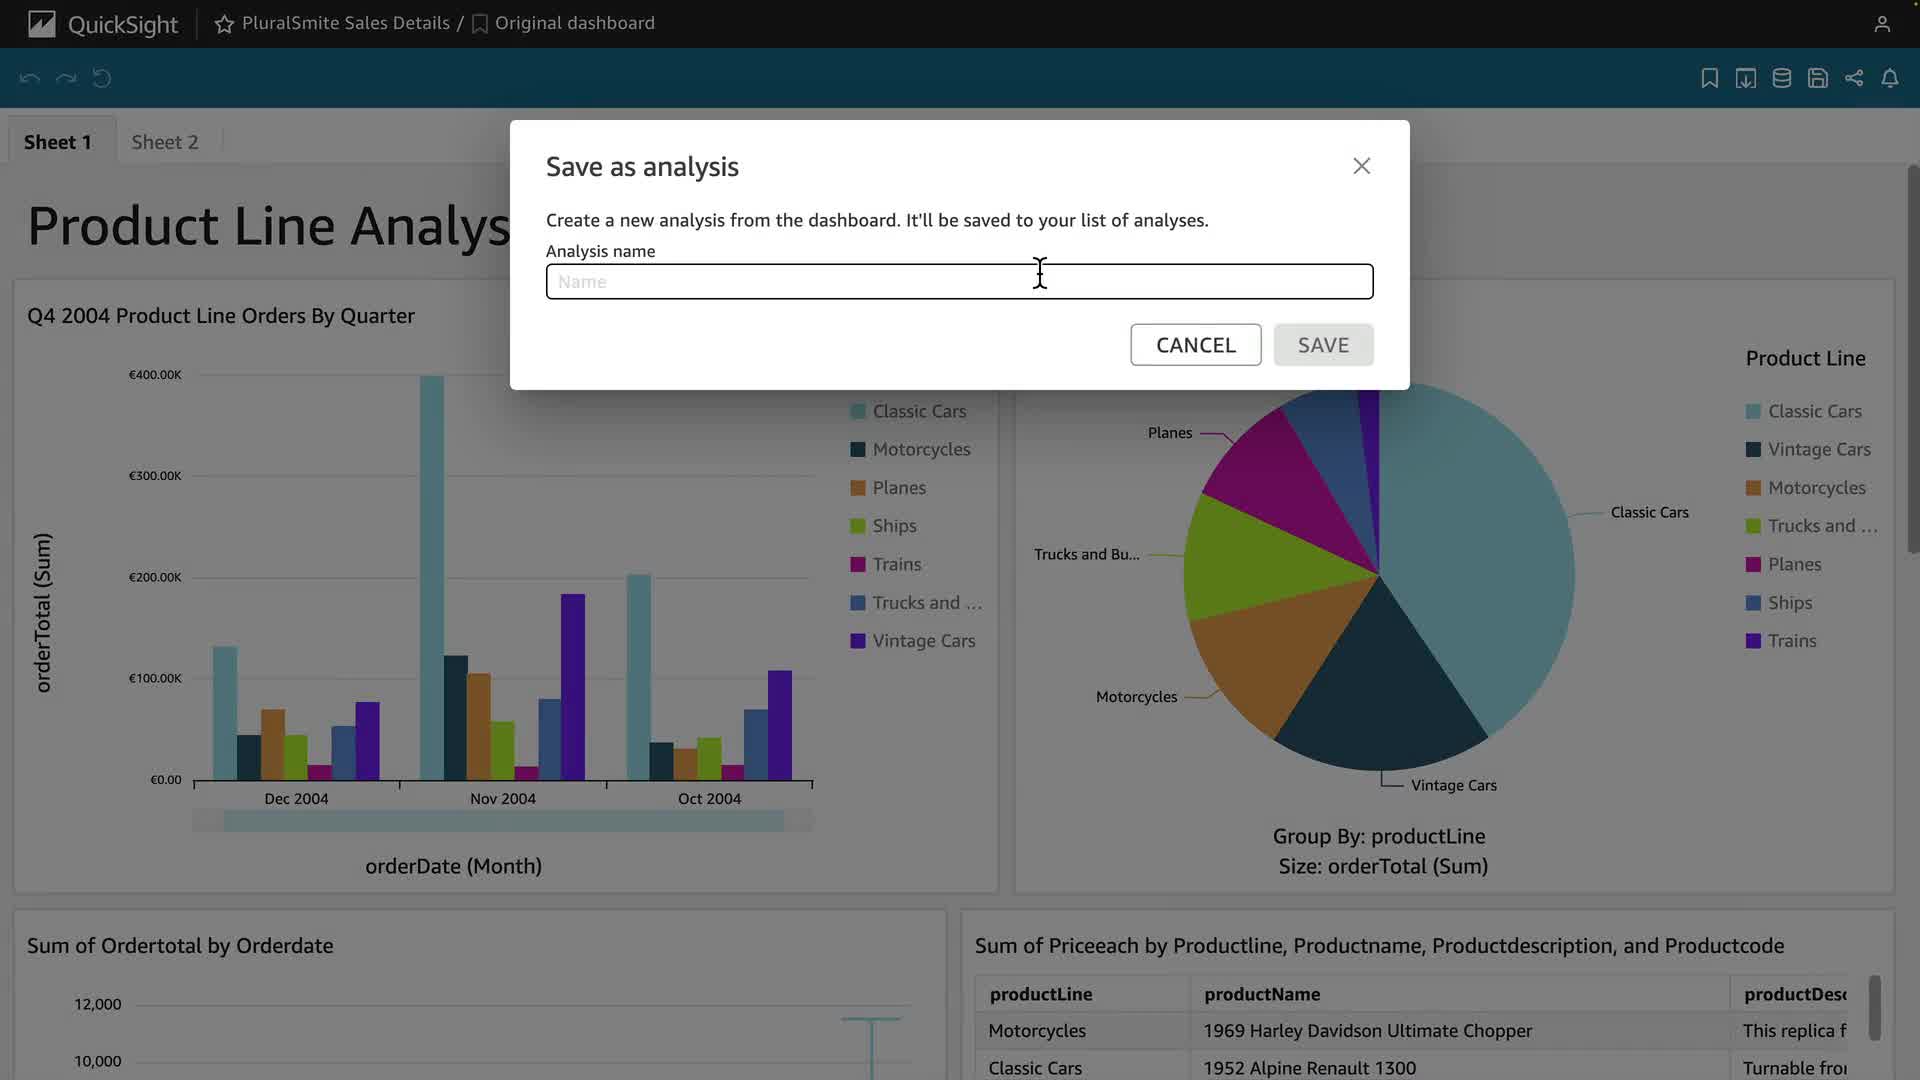 QuickSight
PluralSmite Sales Details / Original dashboard
Sheet 1
Sheet 2
Product Line Analys
Save as analysis
Create a new analysis from the dashboard. It'll be saved to your list of analyses.
Analysis name
Name
CANCEL
SAVE
Q4 2004 Product Line Orders By Quarter
€400.00K
€300.00K
€200.00K
€100.00K
€0.00
orderTotal (Sum)
Dec 2004
Nov 2004
Oct 2004
orderDate (Month)
Classic Cars
Motorcycles
Planes
Ships
Trains
Trucks and ...
Vintage Cars
Planes
Trucks and Bu...
Motorcycles
Vintage Cars
Classic Cars
Group By: productLine
Size: orderTotal (Sum)
Product Line
Classic Cars
Vintage Cars
Motorcycles
Trucks and ...
Planes
Ships
Trains
Sum of Ordertotal by Orderdate
12,000
10,000
Sum of Priceeach by Productline, Productname, Productdescription, and Productcode
productLine productName productDesc
Motorcycles 1969 Harley Davidson Ultimate Chopper This replica f
Classic Cars 1952 Alpine Renault 1300 Turnable fror